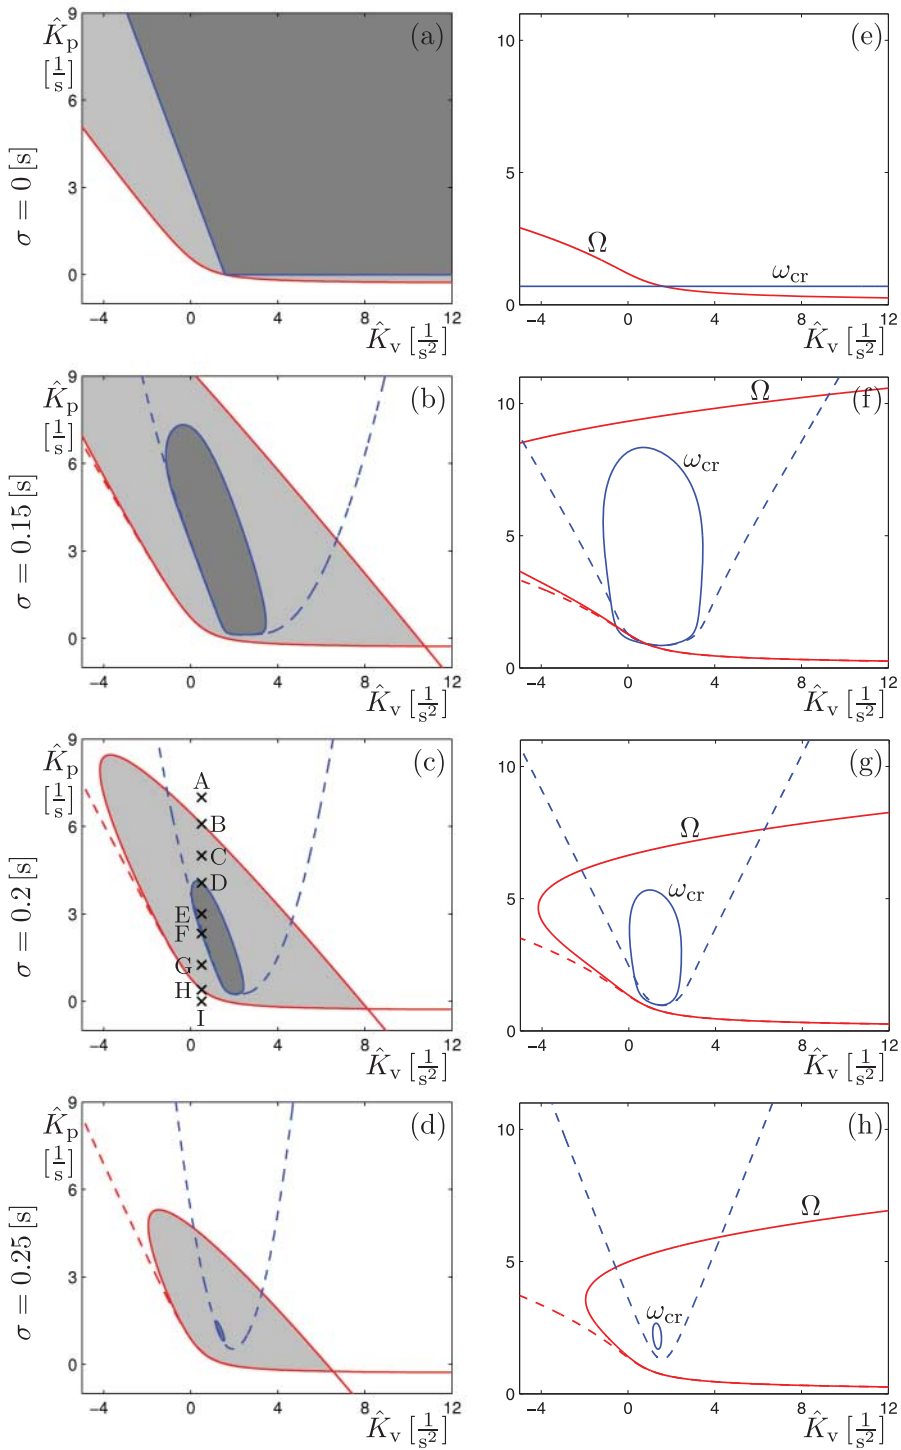 9
K̂p
[1/s]
6
3
0
−4 0 4 8 12
K̂v [1/s²]
σ = 0 [s]
(a)
10
5
0
−4 0 4 8 12
K̂v [1/s²]
Ω
ωcr
(e)
9
K̂p
[1/s]
6
3
0
−4 0 4 8 12
K̂v [1/s²]
σ = 0.15 [s]
(b)
10
5
0
−4 0 4 8 12
K̂v [1/s²]
Ω
ωcr
(f)
9
K̂p
[1/s]
6
3
0
−4 0 4 8 12
K̂v [1/s²]
σ = 0.2 [s]
(c)
A
B
C
D
E
F
G
H
I
10
5
0
−4 0 4 8 12
K̂v [1/s²]
Ω
ωcr
(g)
9
K̂p
[1/s]
6
3
0
−4 0 4 8 12
K̂v [1/s²]
σ = 0.25 [s]
(d)
10
5
0
−4 0 4 8 12
K̂v [1/s²]
Ω
ωcr
(h)